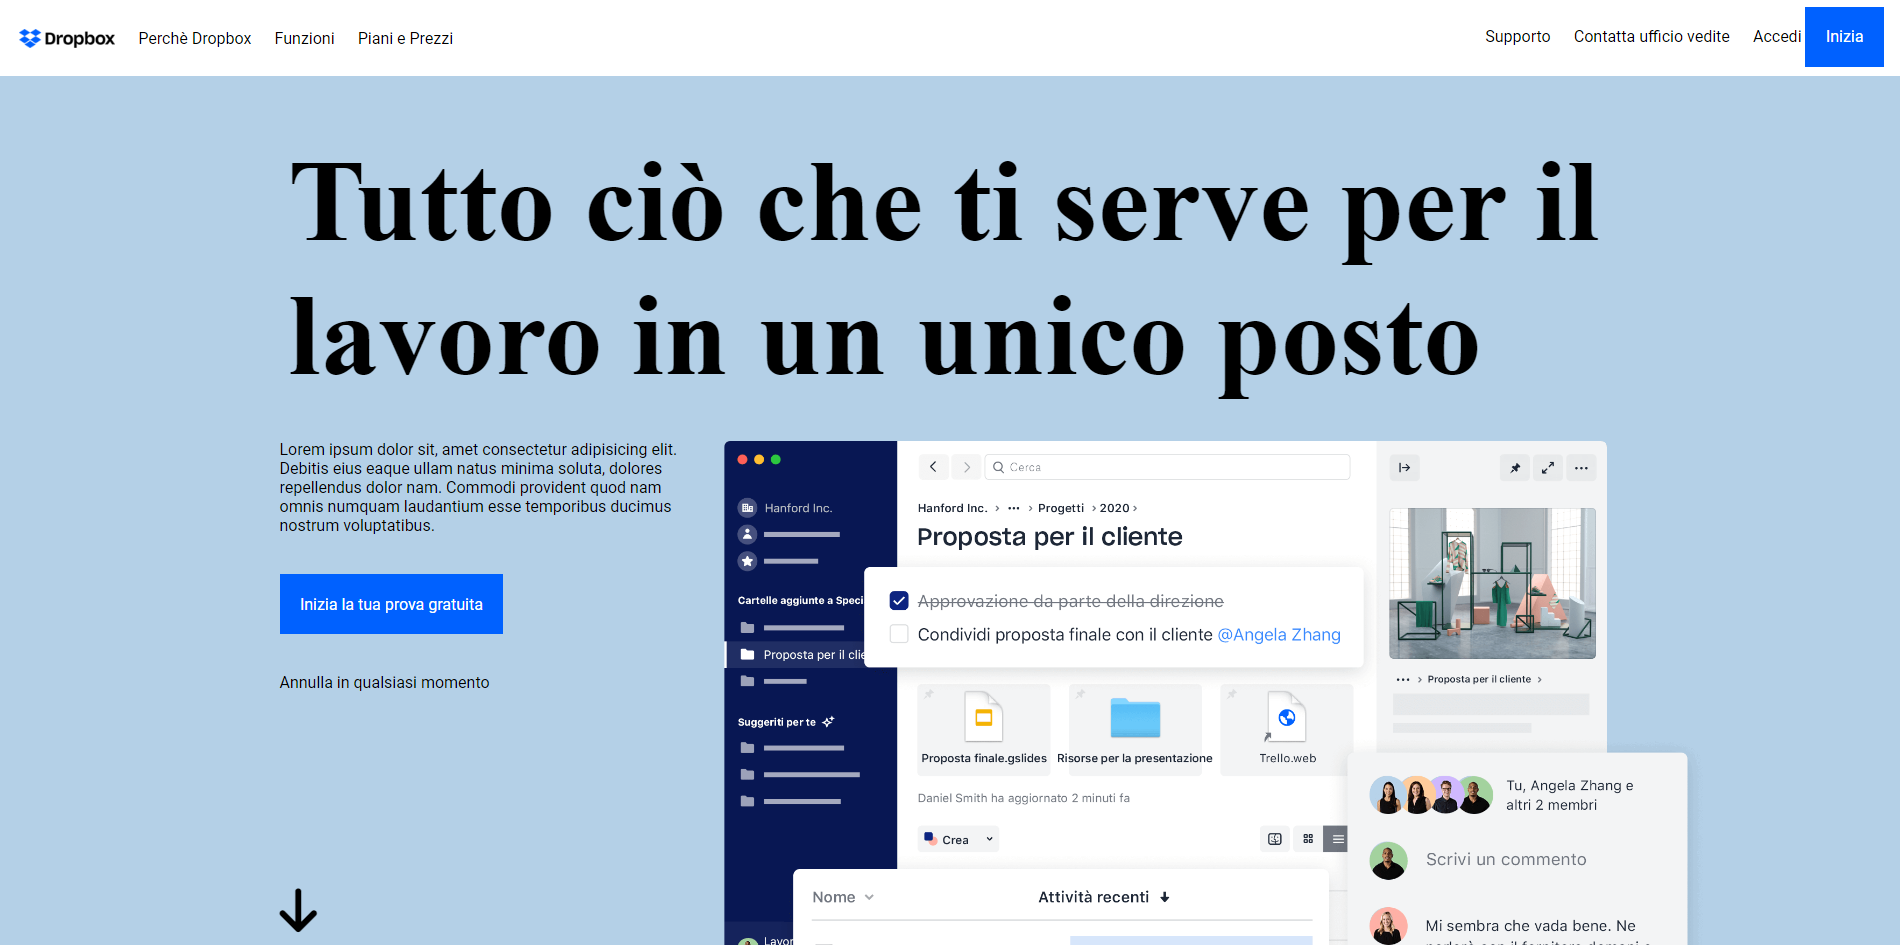 Dropbox
Perchè Dropbox
Funzioni
Piani e Prezzi
Supporto
Contatta ufficio vedite
Accedi
Inizia
Tutto ciò che ti serve per il
lavoro in un unico posto
Lorem ipsum dolor sit, amet consectetur adipisicing elit.
Debitis eius eaque ullam natus minima soluta, dolores
repellendus dolor nam. Commodi provident quod nam
omnis numquam laudantium esse temporibus ducimus
nostrum voluptatibus.
Inizia la tua prova gratuita
Annulla in qualsiasi momento
Hanford Inc.
Cartelle aggiunte a Speci
Proposta per il clie
Suggeriti per te
Lavor
Cerca
Hanford Inc. > ··· > Progetti > 2020 >
Proposta per il cliente
Approvazione da parte della direzione
Condividi proposta finale con il cliente @Angela Zhang
Proposta finale.gslides
Risorse per la presentazione
Trello.web
Daniel Smith ha aggiornato 2 minuti fa
Crea
Nome
Attività recenti
··· > Proposta per il cliente >
Tu, Angela Zhang e
altri 2 membri
Scrivi un commento
Mi sembra che vada bene. Ne